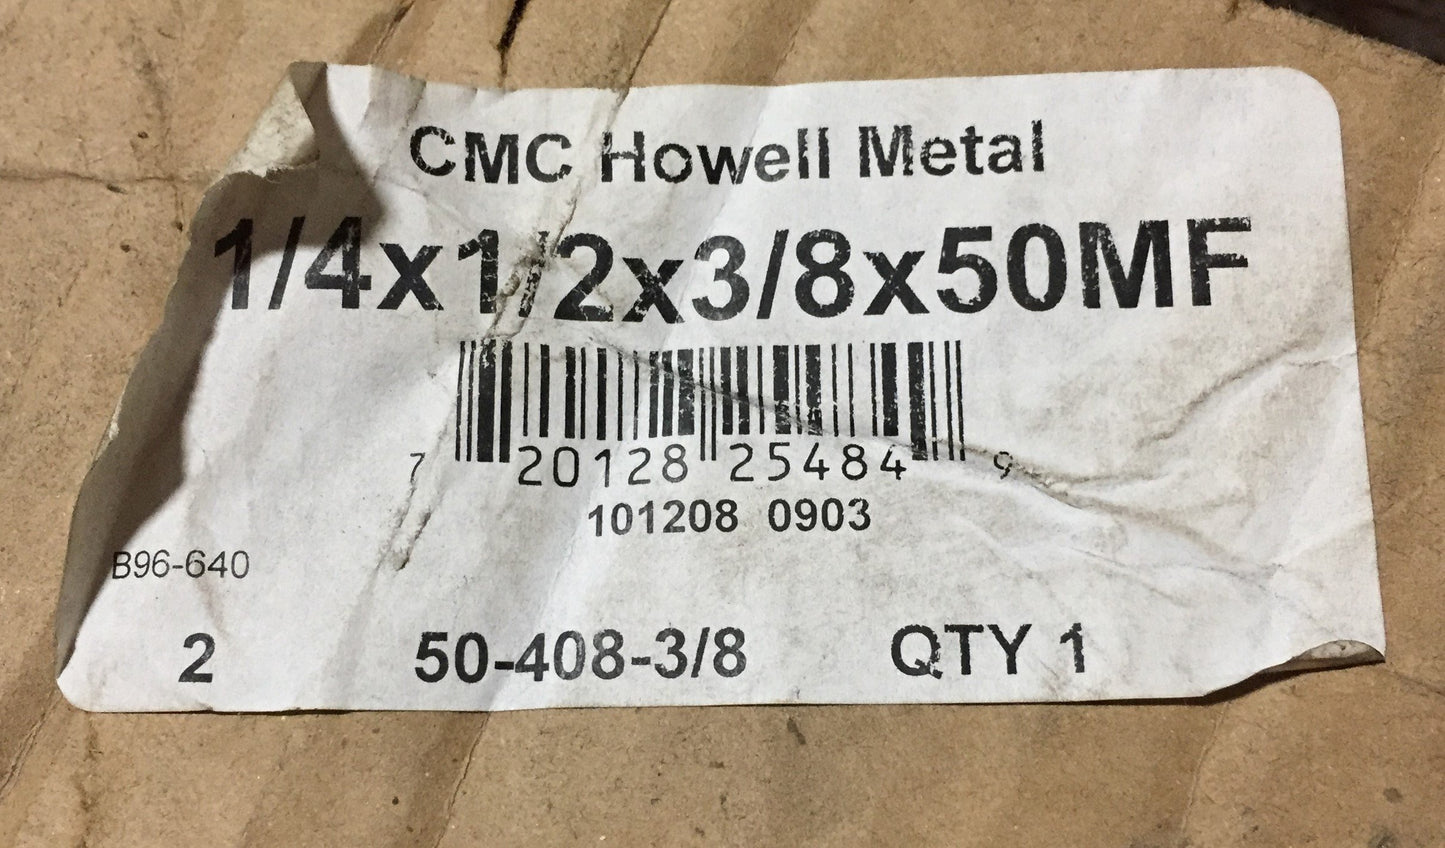 CMC Howell Metal
1/4x1/2x3/8x50MF
7 20128 25484 9
101208 0903
B96-640
2 50-408-3/8 QTY 1